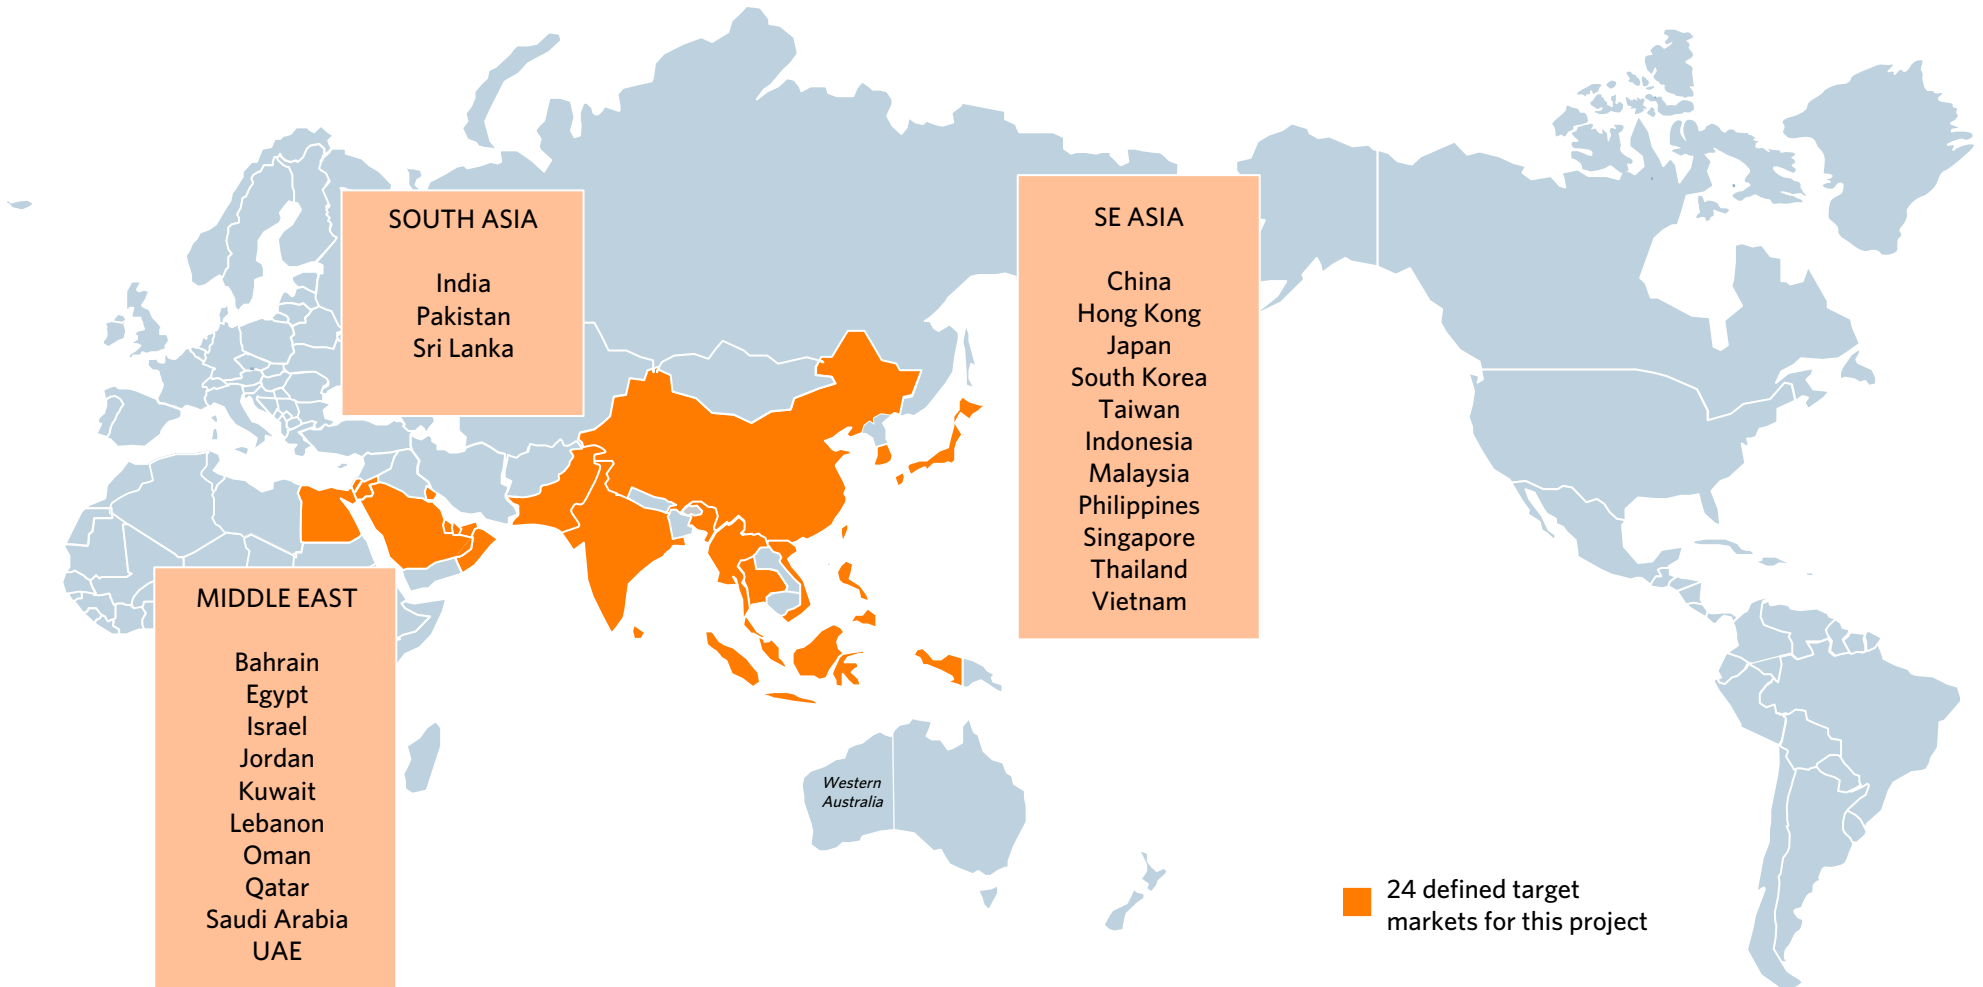 SOUTH ASIA
India
Pakistan
Sri Lanka
SE ASIA
China
Hong Kong
Japan
South Korea
Taiwan
Indonesia
Malaysia
Philippines
Singapore
Thailand
Vietnam
MIDDLE EAST
Bahrain
Egypt
Israel
Jordan
Kuwait
Lebanon
Oman
Qatar
Saudi Arabia
UAE
Western
Australia
24 defined target
markets for this project